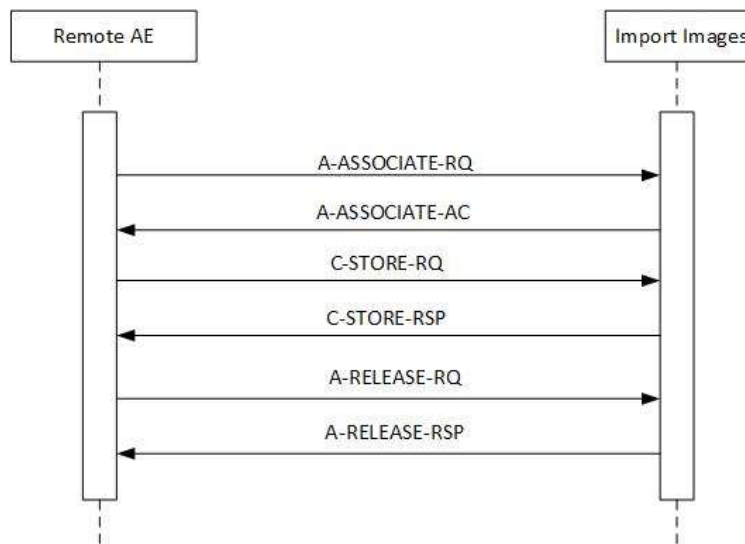 Remote AE
Import Images
A-ASSOCIATE-RQ
A-ASSOCIATE-AC
C-STORE-RQ
C-STORE-RSP
A-RELEASE-RQ
A-RELEASE-RSP